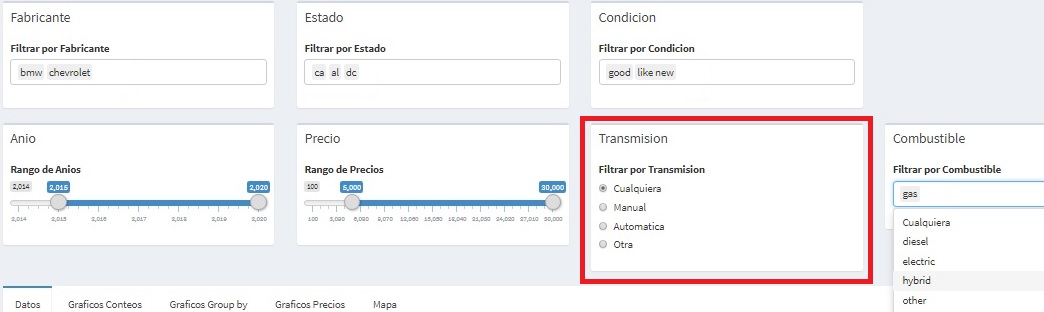 Fabricante
Filtrar por Fabricante
bmw chevrolet
Estado
Filtrar por Estado
ca al dc
Condicion
Filtrar por Condicion
good like new
Anio
Rango de Anios
2,014 2,015 2,020
2,014 2,015 2,016 2,017 2,018 2,019 2,020
Precio
Rango de Precios
100 5,000 30,000
100 3,090 6,080 9,070 12,060 15,050 18,040 21,030 24,020 27,010 30,000
Transmision
Filtrar por Transmision
Cualquiera
Manual
Automatica
Otra
Combustible
Filtrar por Combustible
gas
Cualquiera
diesel
electric
hybrid
other
Datos Graficos Conteos Graficos Group by Graficos Precios Mapa